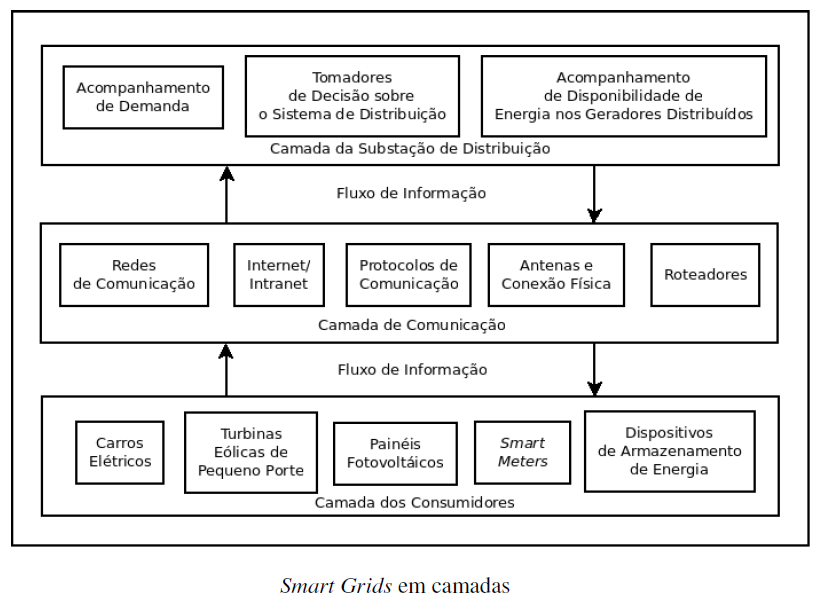 Acompanhamento
de Demanda
Tomadores
de Decisão sobre
o Sistema de Distribuição
Acompanhamento
de Disponibilidade de
Energia nos Geradores Distribuídos
Camada da Substação de Distribuição
Fluxo de Informação
Redes
de Comunicação
Internet/
Intranet
Protocolos de
Comunicação
Antenas e
Conexão Física
Roteadores
Camada de Comunicação
Fluxo de Informação
Carros
Elétricos
Turbinas
Eólicas de
Pequeno Porte
Painéis
Fotovoltáicos
Smart
Meters
Dispositivos
de Armazenamento
de Energia
Camada dos Consumidores
Smart Grids em camadas